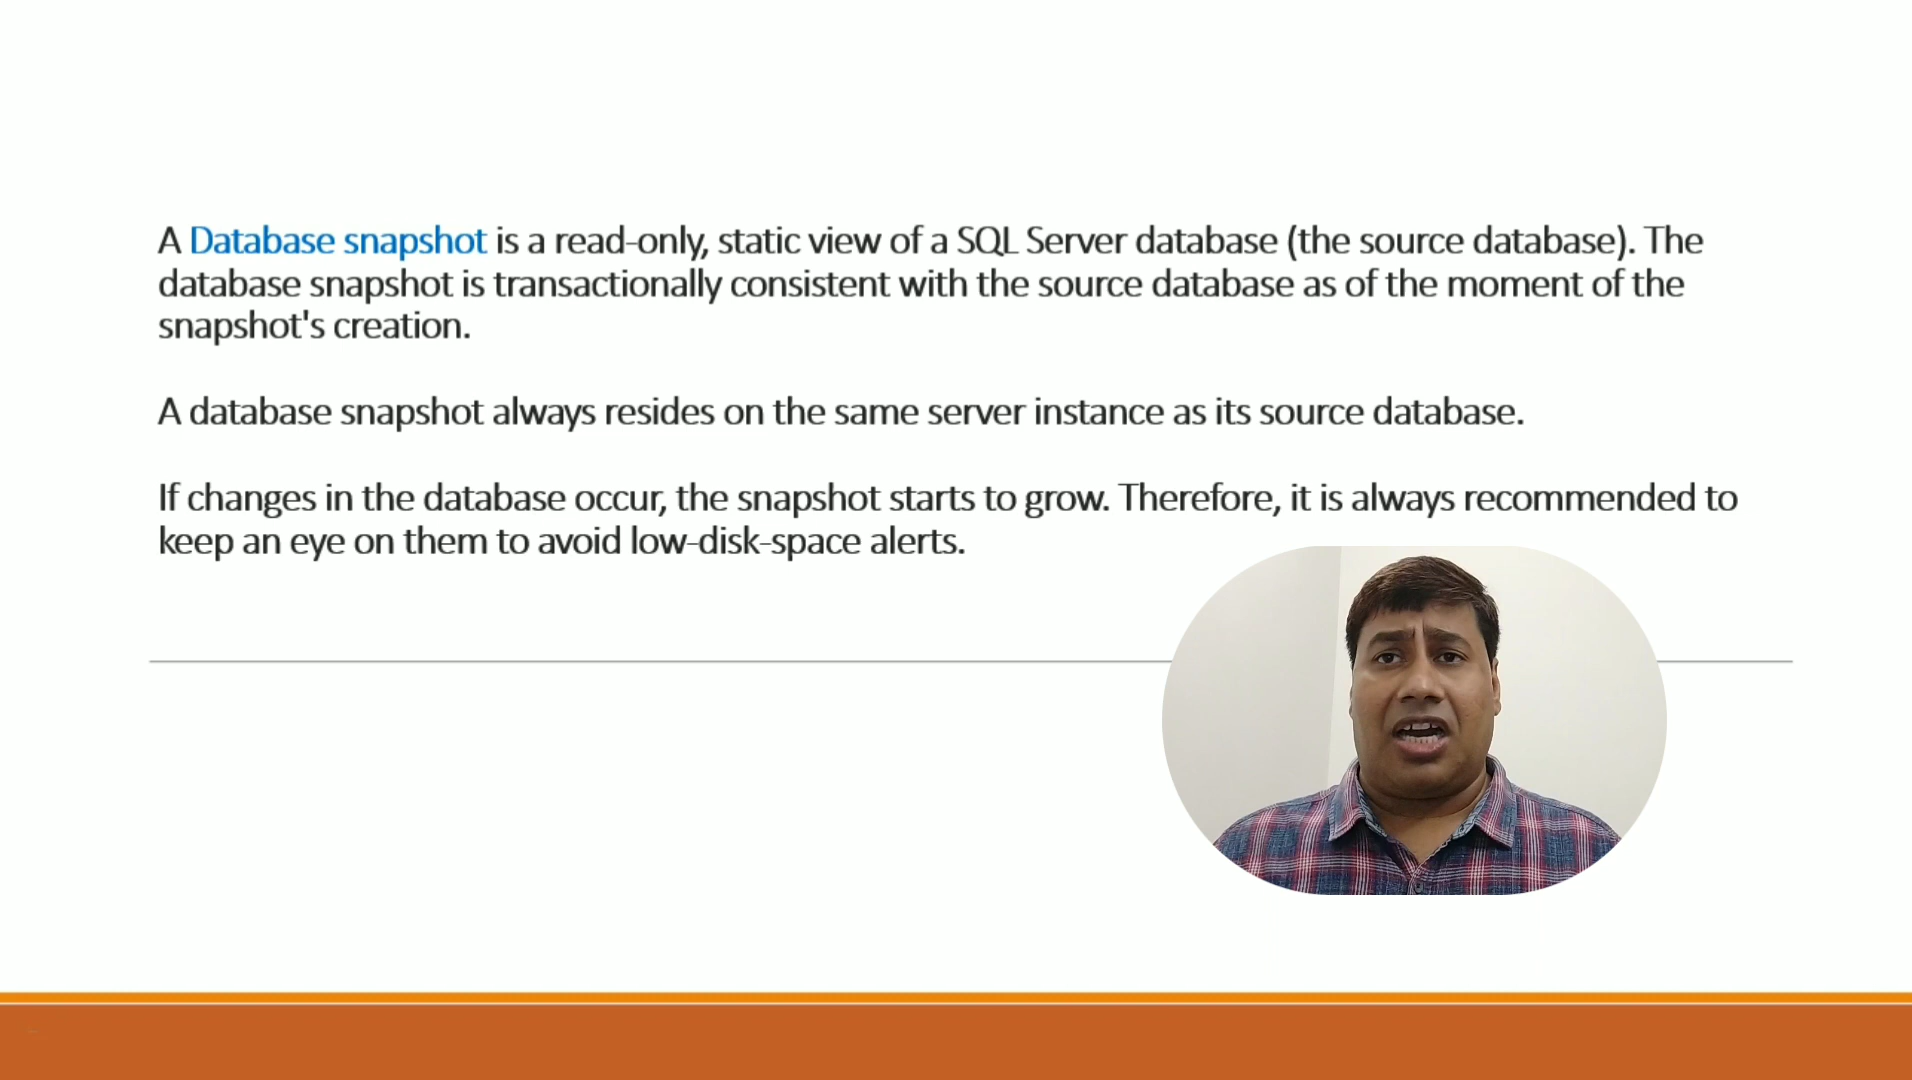 A Database snapshot is a read-only, static view of a SQL Server database (the source database). The
database snapshot is transactionally consistent with the source database as of the moment of the
snapshot's creation.
A database snapshot always resides on the same server instance as its source database.
If changes in the database occur, the snapshot starts to grow. Therefore, it is always recommended to
keep an eye on them to avoid low-disk-space alerts.